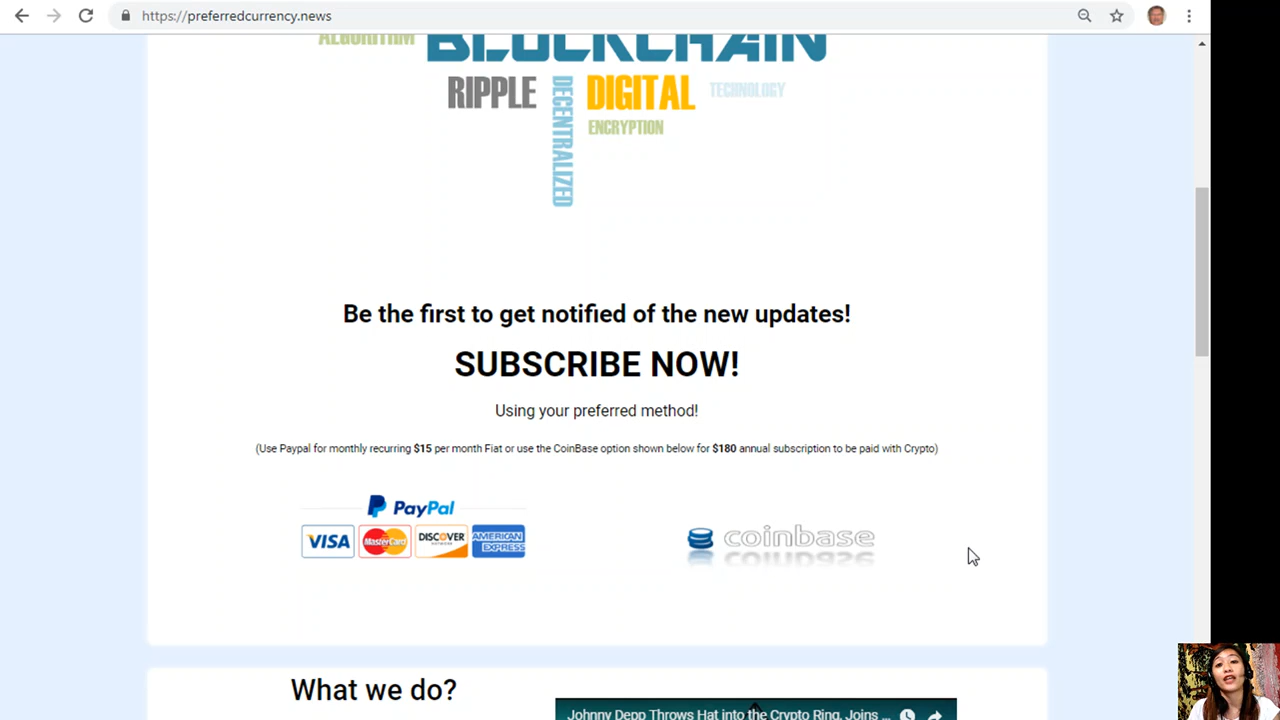 https://preferredcurrency.news
ALGORITHM
BLOCKCHAIN
RIPPLE
DECENTRALIZED
DIGITAL
TECHNOLOGY
ENCRYPTION
Be the first to get notified of the new updates!
SUBSCRIBE NOW!
Using your preferred method!
(Use Paypal for monthly recurring $15 per month Fiat or use the CoinBase option shown below for $180 annual subscription to be paid with Crypto)
PayPal
VISA
MasterCard
DISCOVER
NETWORK
AMERICAN
EXPRESS
coinbase
What we do?
Johnny Depp Throws Hat into the Crypto Ring, Joins ...